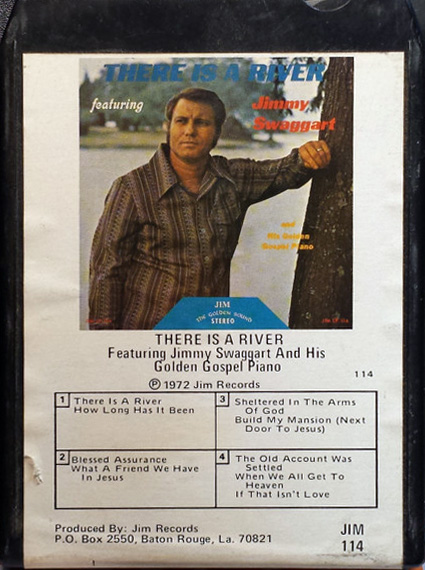 THERE IS A RIVER
featuring
Jimmy
Swaggart
and
His Golden
Gospel Piano
JIM
THE GOLDEN SOUND
STEREO
THERE IS A RIVER
Featuring Jimmy Swaggart And His
Golden Gospel Piano
114
Ⓟ 1972 Jim Records
1 There Is A River
How Long Has It Been
3 Sheltered In The Arms
Of God
Build My Mansion (Next
Door To Jesus)
2 Blessed Assurance
What A Friend We Have
In Jesus
4 The Old Account Was
Settled
When We All Get To
Heaven
If That Isn't Love
Produced By: Jim Records
P.O. Box 2550, Baton Rouge, La. 70821
JIM
114